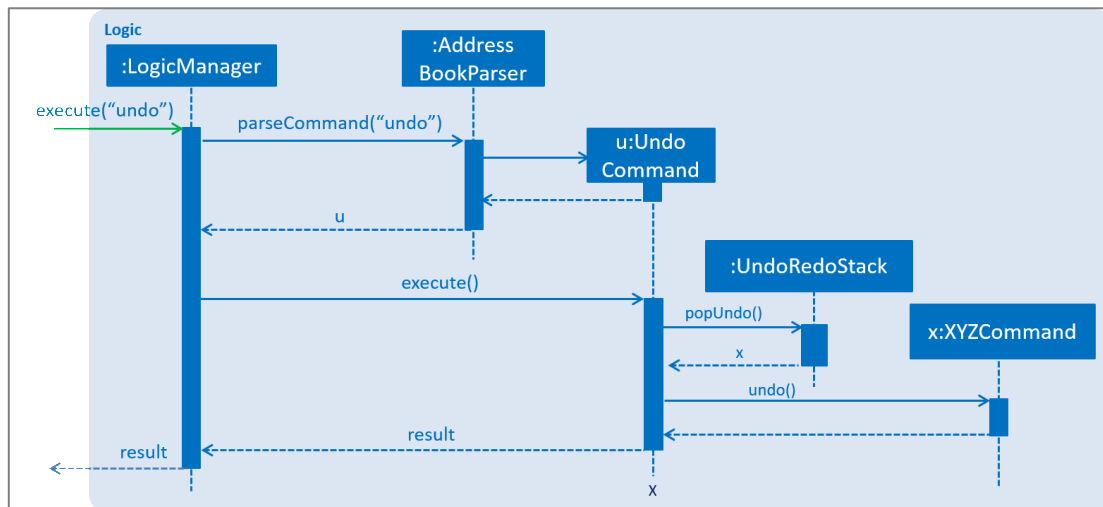 Logic
:LogicManager
:Address
BookParser
execute(“undo”)
parseCommand(“undo”)
u:Undo
Command
u
:UndoRedoStack
execute()
popUndo()
x:XYZCommand
x
undo()
result
result
X